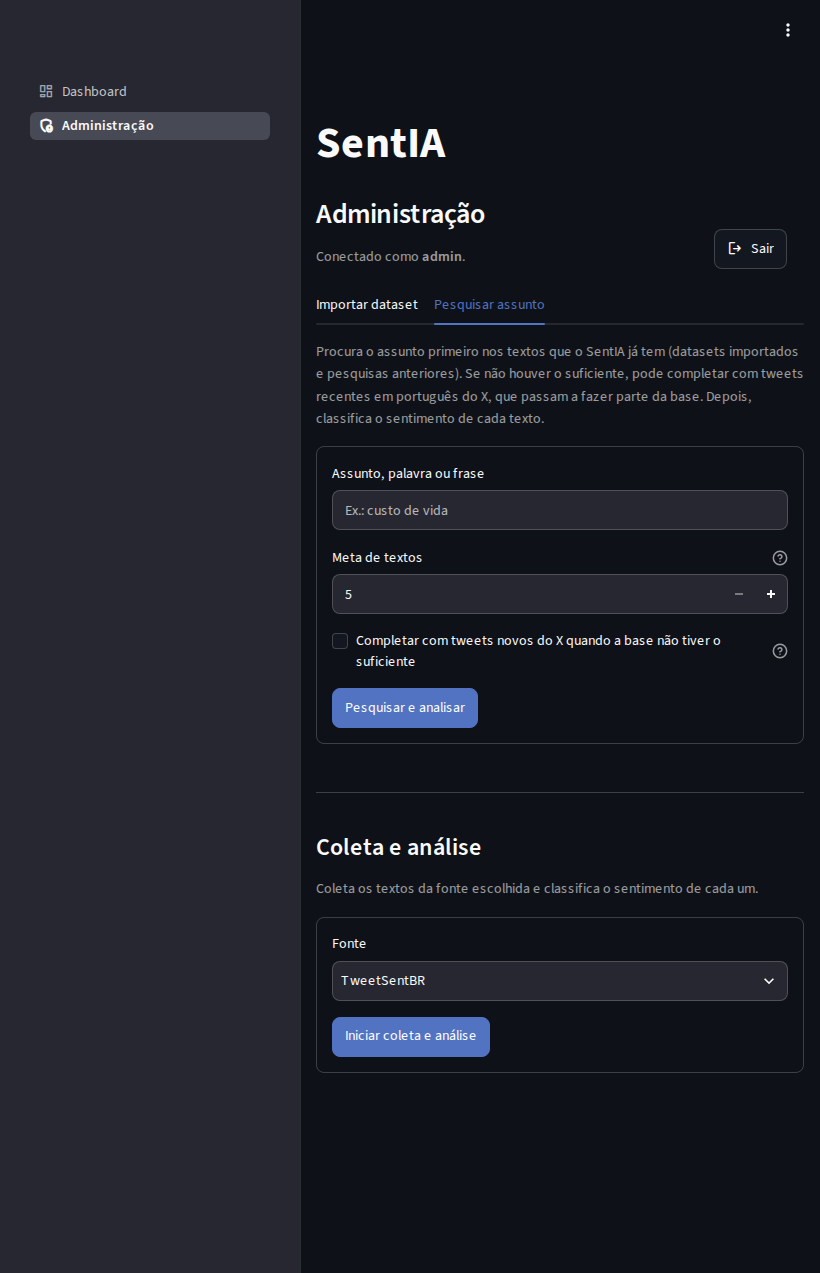 Dashboard
Administração
SentIA
Administração
Conectado como admin.
Sair
Importar dataset
Pesquisar assunto
Procura o assunto primeiro nos textos que o SentIA já tem (datasets importados
e pesquisas anteriores). Se não houver o suficiente, pode completar com tweets
recentes em português do X, que passam a fazer parte da base. Depois,
classifica o sentimento de cada texto.
Assunto, palavra ou frase
Ex.: custo de vida
Meta de textos
5
Completar com tweets novos do X quando a base não tiver o
suficiente
Pesquisar e analisar
Coleta e análise
Coleta os textos da fonte escolhida e classifica o sentimento de cada um.
Fonte
TweetSentBR
Iniciar coleta e análise